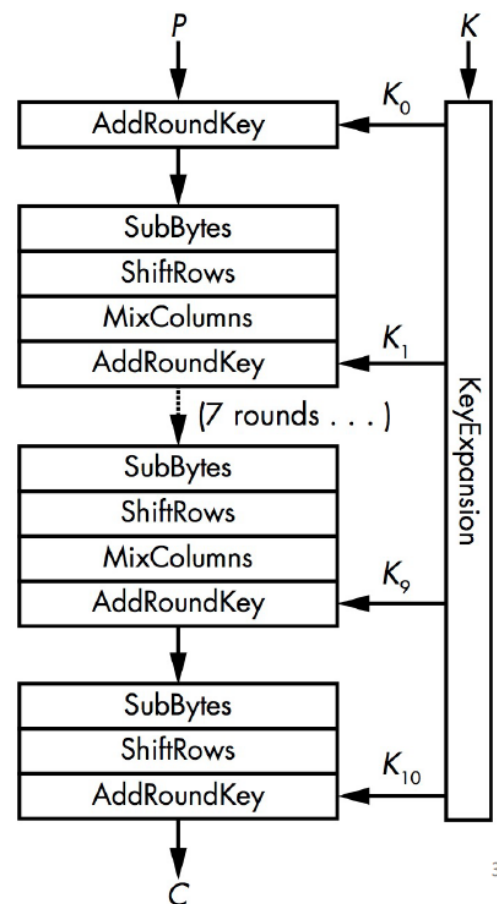 P
K
AddRoundKey
K₀
SubBytes
ShiftRows
MixColumns
AddRoundKey
K₁
(7 rounds . . . )
KeyExpansion
SubBytes
ShiftRows
MixColumns
AddRoundKey
K₉
SubBytes
ShiftRows
AddRoundKey
K₁₀
C
3